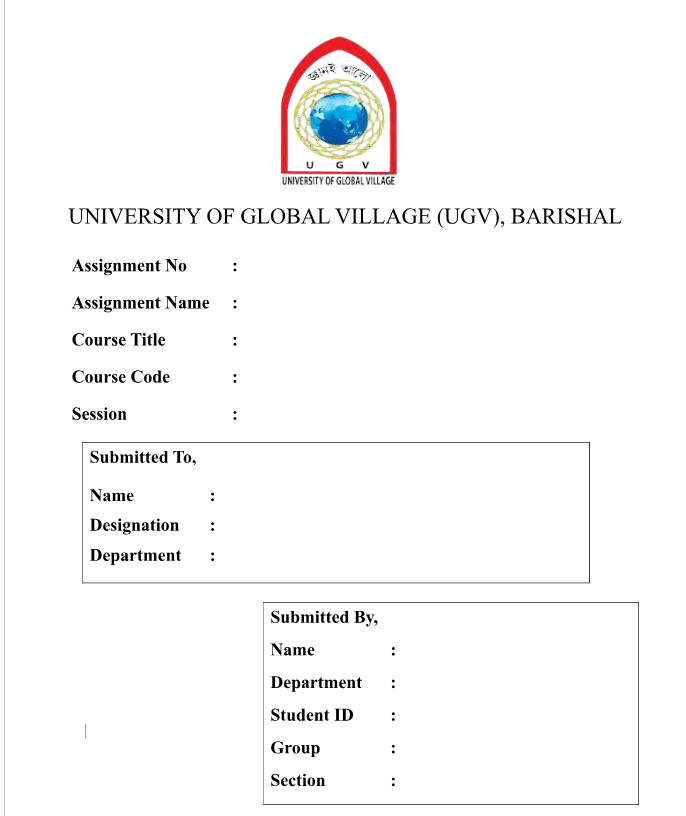 জ্ঞানই আলো
U G V
UNIVERSITY OF GLOBAL VILLAGE
UNIVERSITY OF GLOBAL VILLAGE (UGV), BARISHAL
Assignment No :
Assignment Name :
Course Title :
Course Code :
Session :
Submitted To,
Name :
Designation :
Department :
Submitted By,
Name :
Department :
Student ID :
Group :
Section :